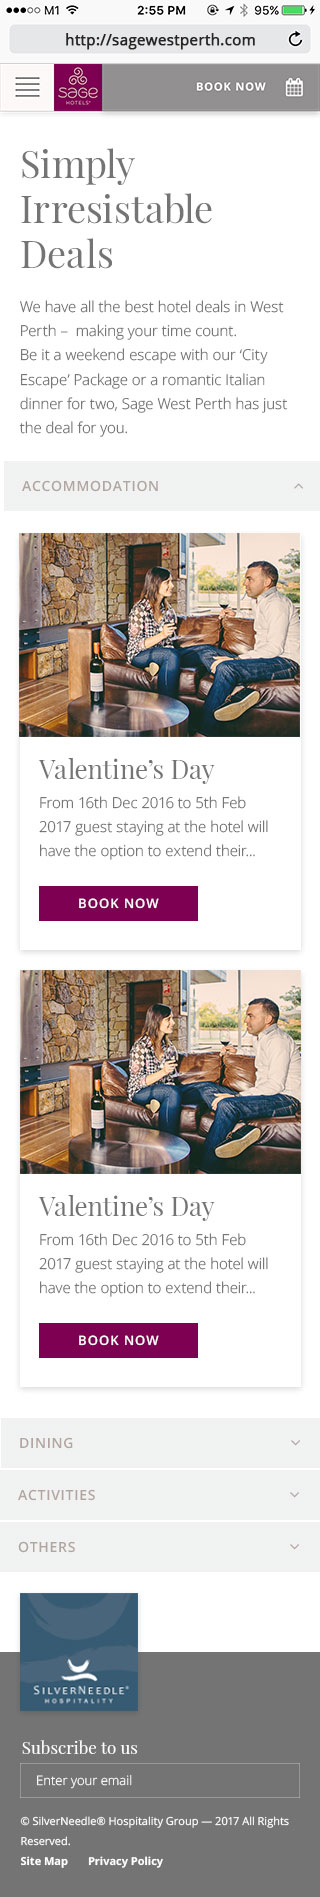 M1 2:55 PM 95%
http://sagewestperth.com
sage
HOTELS
BOOK NOW
Simply
Irresistable
Deals
We have all the best hotel deals in West
Perth – making your time count.
Be it a weekend escape with our ‘City
Escape’ Package or a romantic Italian
dinner for two, Sage West Perth has just
the deal for you.
ACCOMMODATION
Valentine’s Day
From 16th Dec 2016 to 5th Feb
2017 guest staying at the hotel will
have the option to extend their...
BOOK NOW
Valentine’s Day
From 16th Dec 2016 to 5th Feb
2017 guest staying at the hotel will
have the option to extend their...
BOOK NOW
DINING
ACTIVITIES
OTHERS
SILVERNEEDLE®
HOSPITALITY
Subscribe to us
Enter your email
© SilverNeedle® Hospitality Group — 2017 All Rights
Reserved.
Site Map Privacy Policy